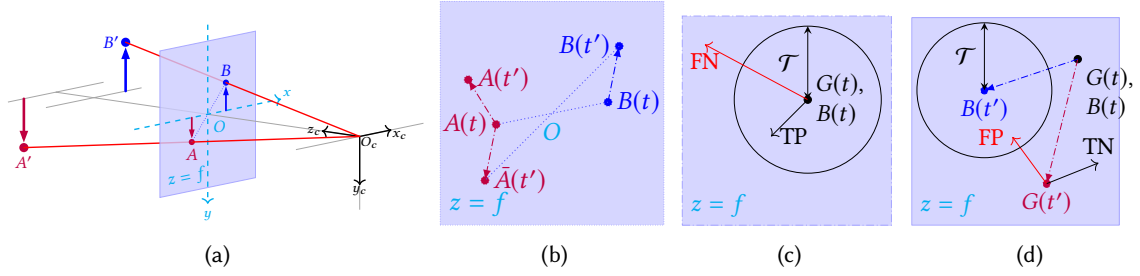 B′
A′
B
A
O
x
y
z = f
z_c
O_c
x_c
y_c
(a)
B(t′)
A(t′)
B(t)
A(t)
O
Ā(t′)
z = f
(b)
FN
𝒯
G(t),
B(t)
TP
z = f
(c)
𝒯
G(t),
B(t)
B(t′)
FP
TN
G(t′)
z = f
(d)